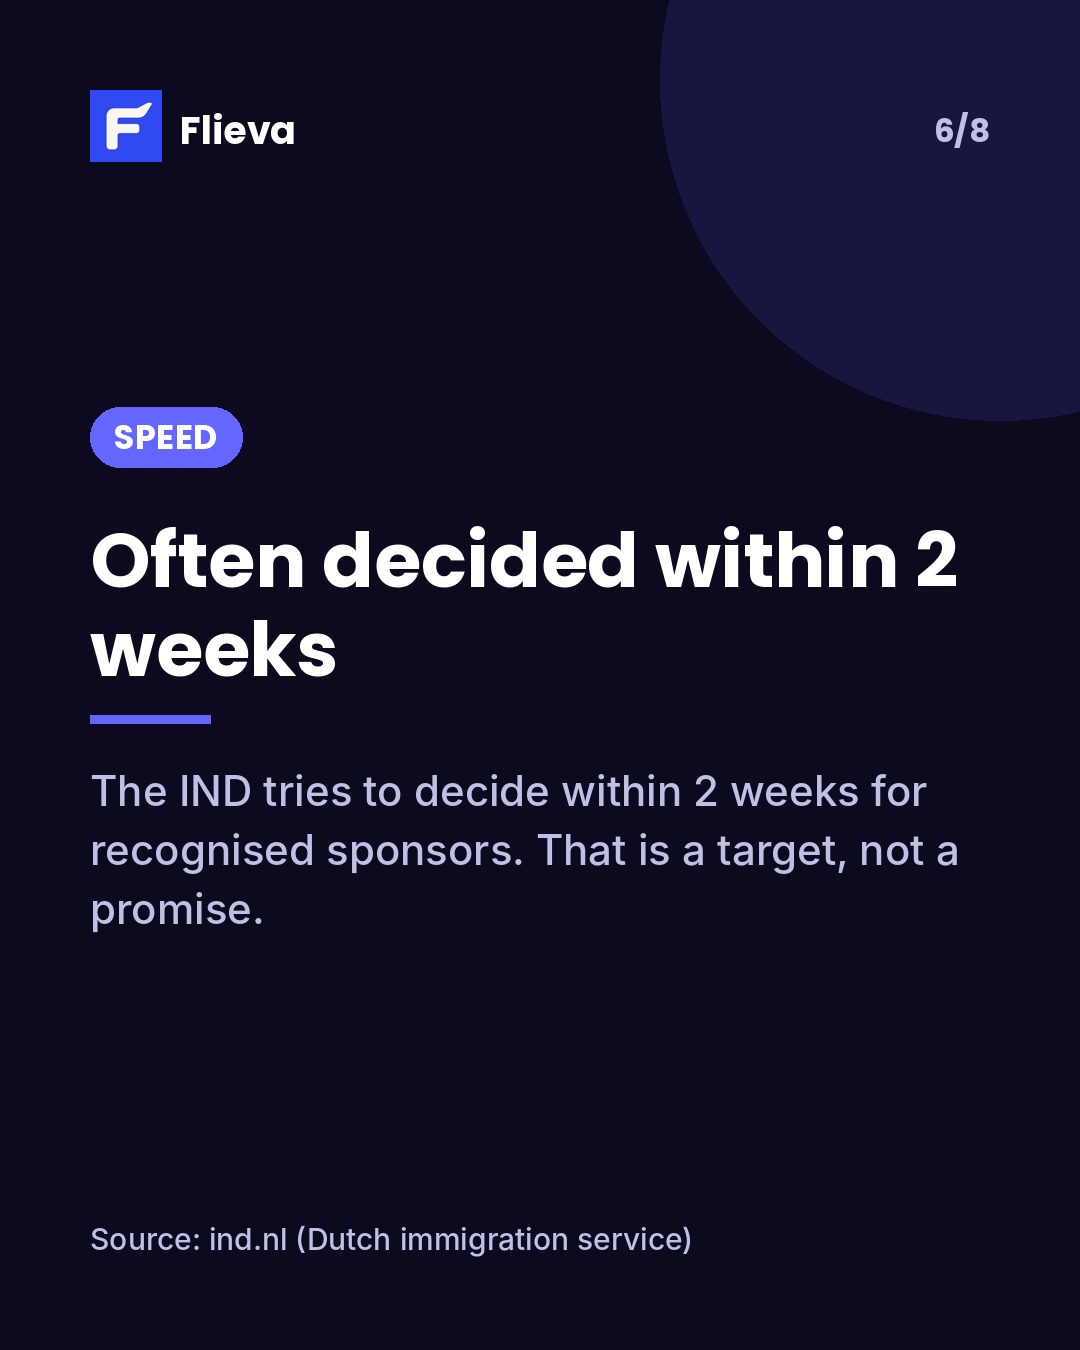 Flieva
6/8
SPEED
Often decided within 2
weeks
The IND tries to decide within 2 weeks for
recognised sponsors. That is a target, not a
promise.
Source: ind.nl (Dutch immigration service)